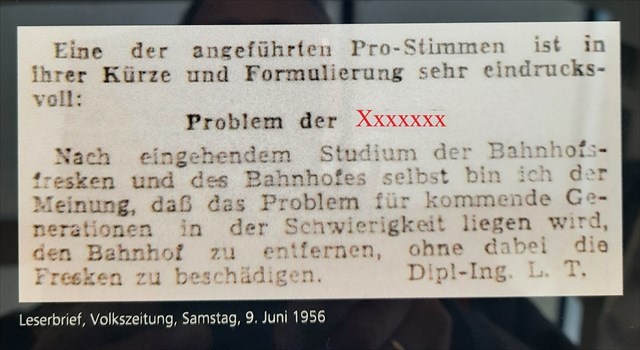 Eine der angeführten Pro-Stimmen ist in
ihrer Kürze und Formulierung sehr eindrucks-
voll:
Problem der Xxxxxxx
Nach eingehendem Studium der Bahnhofs-
fresken und des Bahnhofes selbst bin ich der
Meinung, daß das Problem für kommende Ge-
nerationen in der Schwierigkeit liegen wird,
den Bahnhof zu entfernen, ohne dabei die
Fresken zu beschädigen. Dipl-Ing. L. T.
Leserbrief, Volkszeitung, Samstag, 9. Juni 1956